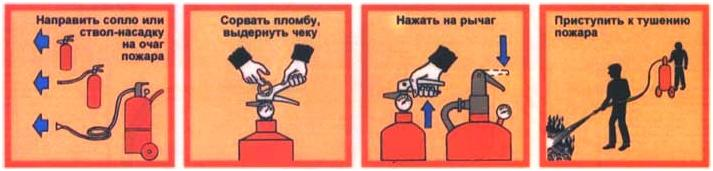 Направить сопло или
ствол-насадку
на очаг
пожара
Сорвать пломбу,
выдернуть чеку
Нажать на рычаг
Приступить к тушению
пожара